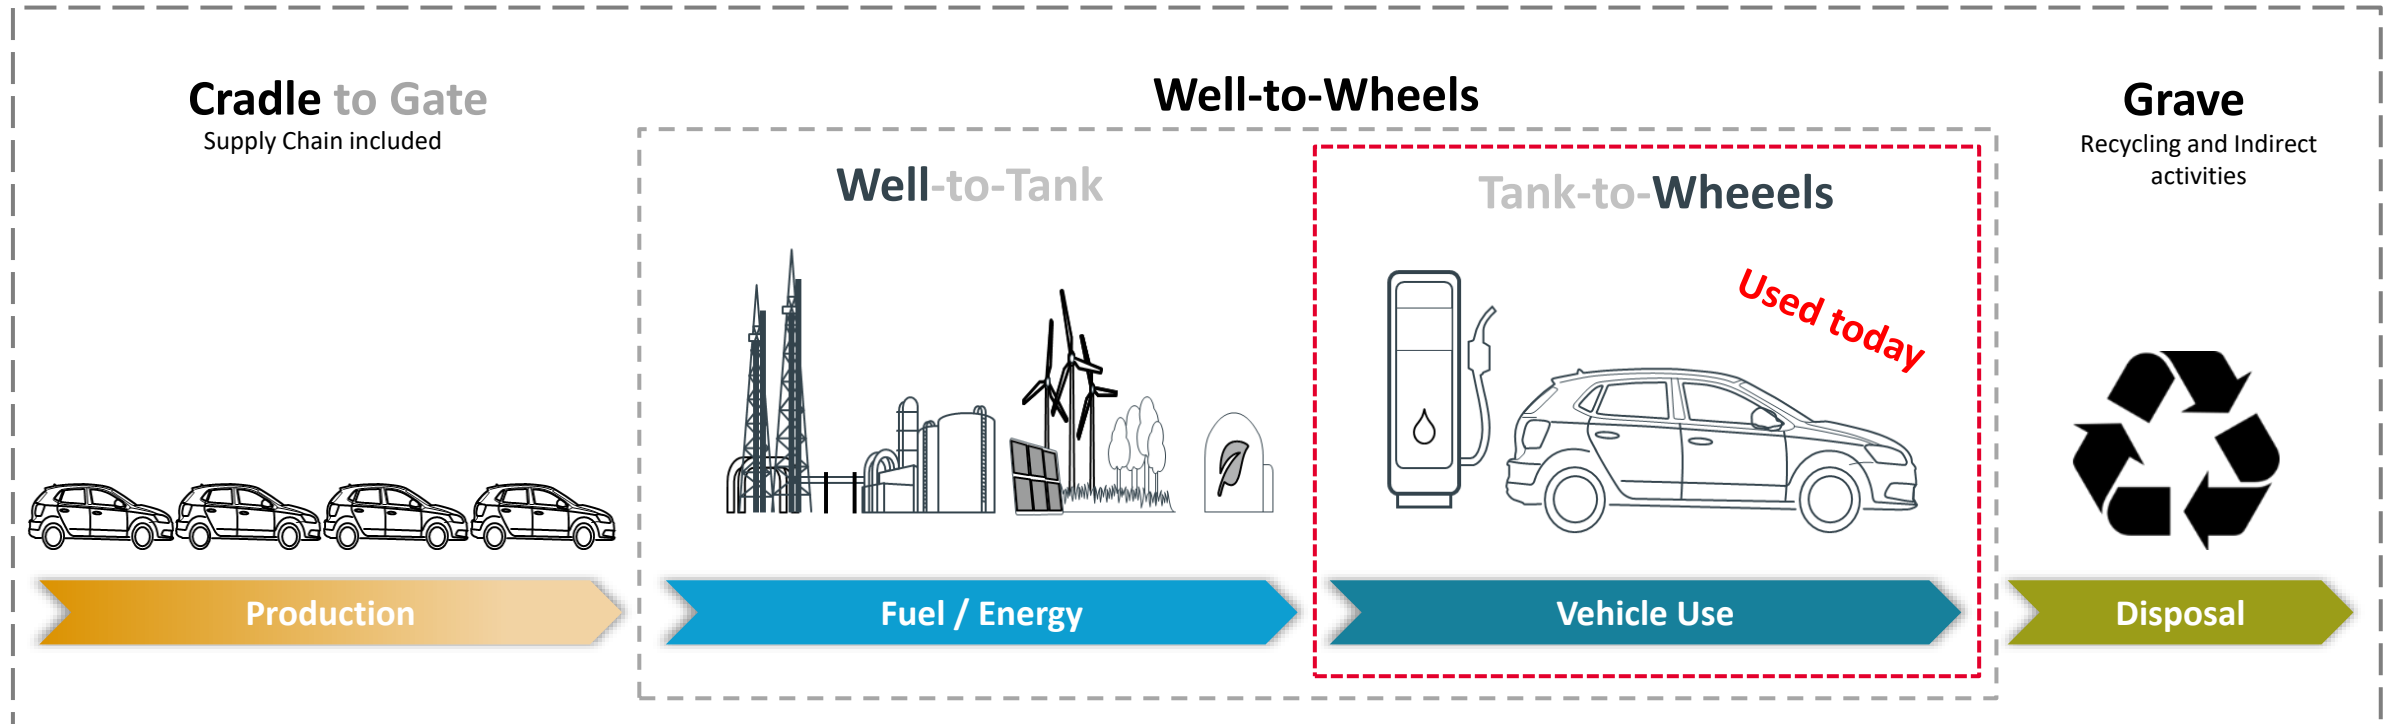 Cradle to Gate
Supply Chain included
Well-to-Wheels
Well-to-Tank
Tank-to-Wheeels
Used today
Grave
Recycling and Indirect
activities
Production
Fuel / Energy
Vehicle Use
Disposal